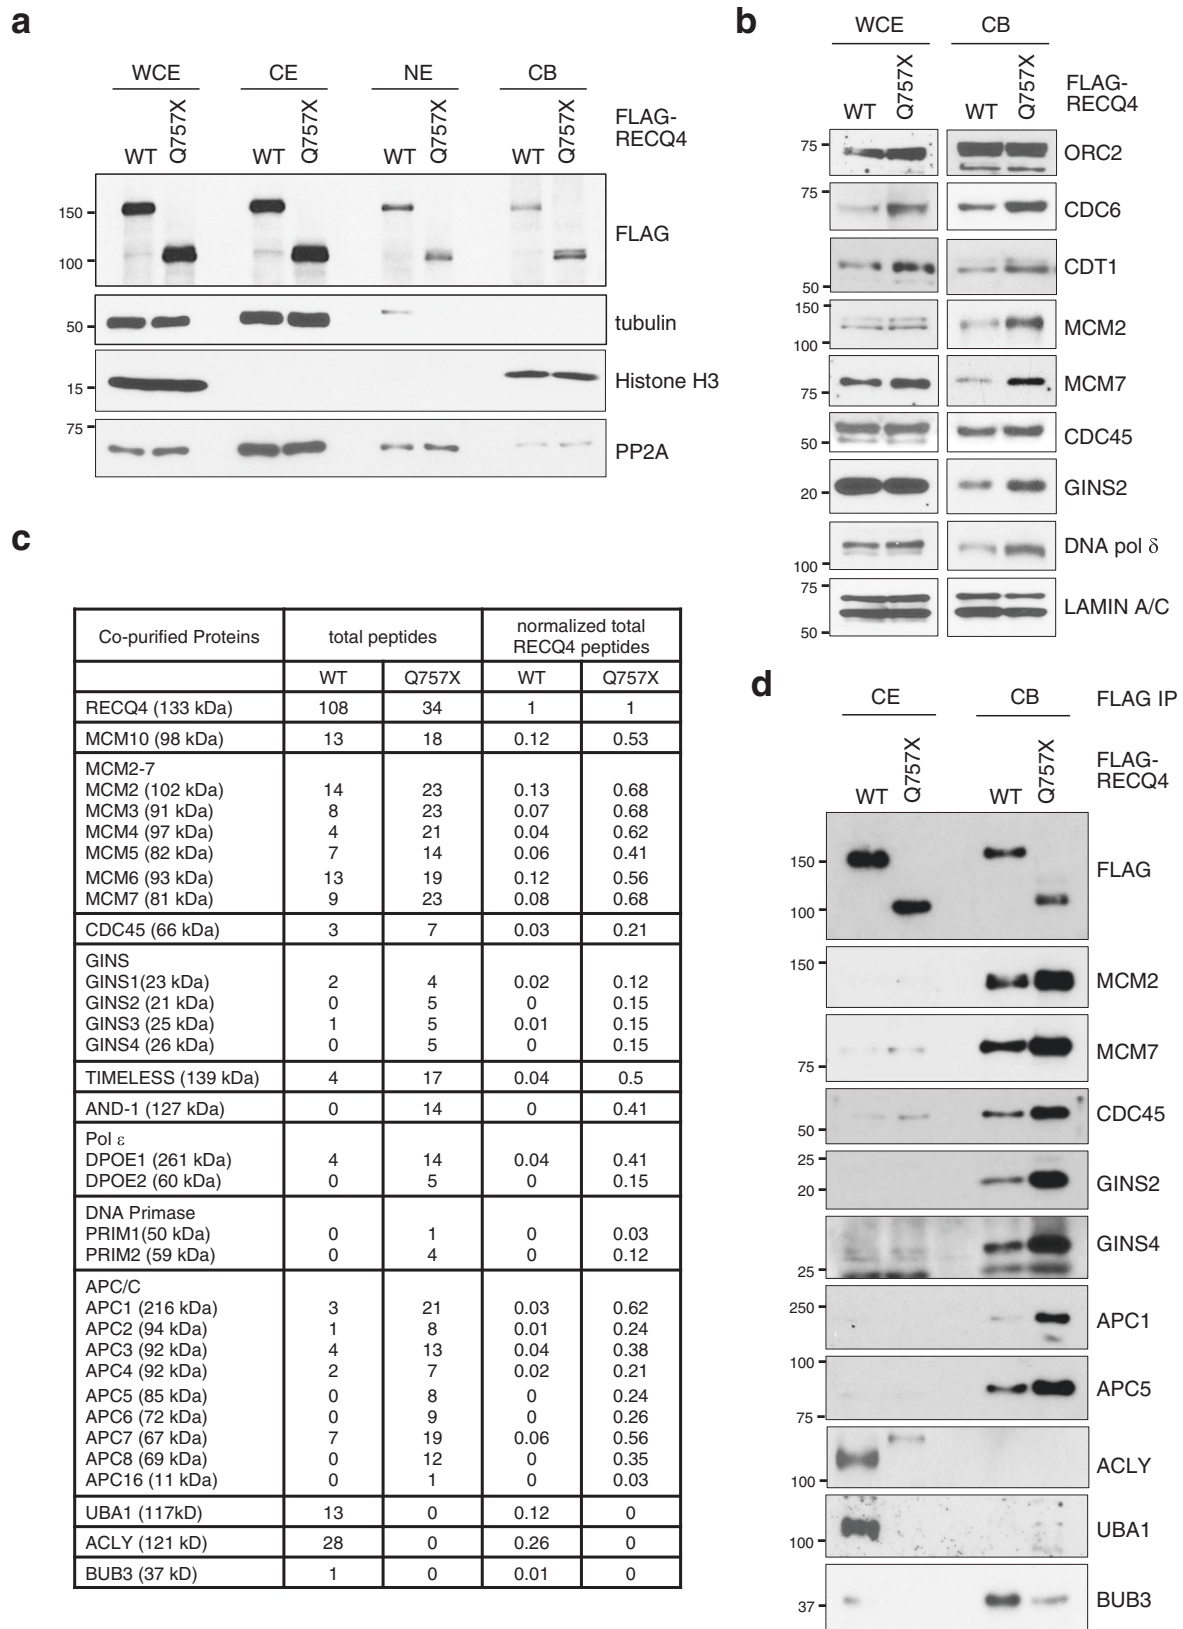 a
WCE CE NE CB
WT Q757X WT Q757X WT Q757X WT Q757X FLAG-
RECQ4
150
100
FLAG
50
tubulin
15
Histone H3
75
PP2A
b
WCE CB
WT Q757X WT Q757X FLAG-
RECQ4
75
ORC2
75
CDC6
50
CDT1
150
100
MCM2
75
MCM7
50
CDC45
20
GINS2
100
DNA pol δ
75
50
LAMIN A/C
c
Co-purified Proteins total peptides normalized total
RECQ4 peptides
WT Q757X WT Q757X
RECQ4 (133 kDa) 108 34 1 1
MCM10 (98 kDa) 13 18 0.12 0.53
MCM2-7
MCM2 (102 kDa) 14 23 0.13 0.68
MCM3 (91 kDa) 8 23 0.07 0.68
MCM4 (97 kDa) 4 21 0.04 0.62
MCM5 (82 kDa) 7 14 0.06 0.41
MCM6 (93 kDa) 13 19 0.12 0.56
MCM7 (81 kDa) 9 23 0.08 0.68
CDC45 (66 kDa) 3 7 0.03 0.21
GINS
GINS1(23 kDa) 2 4 0.02 0.12
GINS2 (21 kDa) 0 5 0 0.15
GINS3 (25 kDa) 1 5 0.01 0.15
GINS4 (26 kDa) 0 5 0 0.15
TIMELESS (139 kDa) 4 17 0.04 0.5
AND-1 (127 kDa) 0 14 0 0.41
Pol ε
DPOE1 (261 kDa) 4 14 0.04 0.41
DPOE2 (60 kDa) 0 5 0 0.15
DNA Primase
PRIM1(50 kDa) 0 1 0 0.03
PRIM2 (59 kDa) 0 4 0 0.12
APC/C
APC1 (216 kDa) 3 21 0.03 0.62
APC2 (94 kDa) 1 8 0.01 0.24
APC3 (92 kDa) 4 13 0.04 0.38
APC4 (92 kDa) 2 7 0.02 0.21
APC5 (85 kDa) 0 8 0 0.24
APC6 (72 kDa) 0 9 0 0.26
APC7 (67 kDa) 7 19 0.06 0.56
APC8 (69 kDa) 0 12 0 0.35
APC16 (11 kDa) 0 1 0 0.03
UBA1 (117kD) 13 0 0.12 0
ACLY (121 kD) 28 0 0.26 0
BUB3 (37 kD) 1 0 0.01 0
d
CE CB FLAG IP
WT Q757X WT Q757X FLAG-
RECQ4
150
100
FLAG
150
MCM2
75
MCM7
50
CDC45
25
20
GINS2
25
GINS4
250
APC1
100
75
APC5
100
ACLY
100
UBA1
37
BUB3